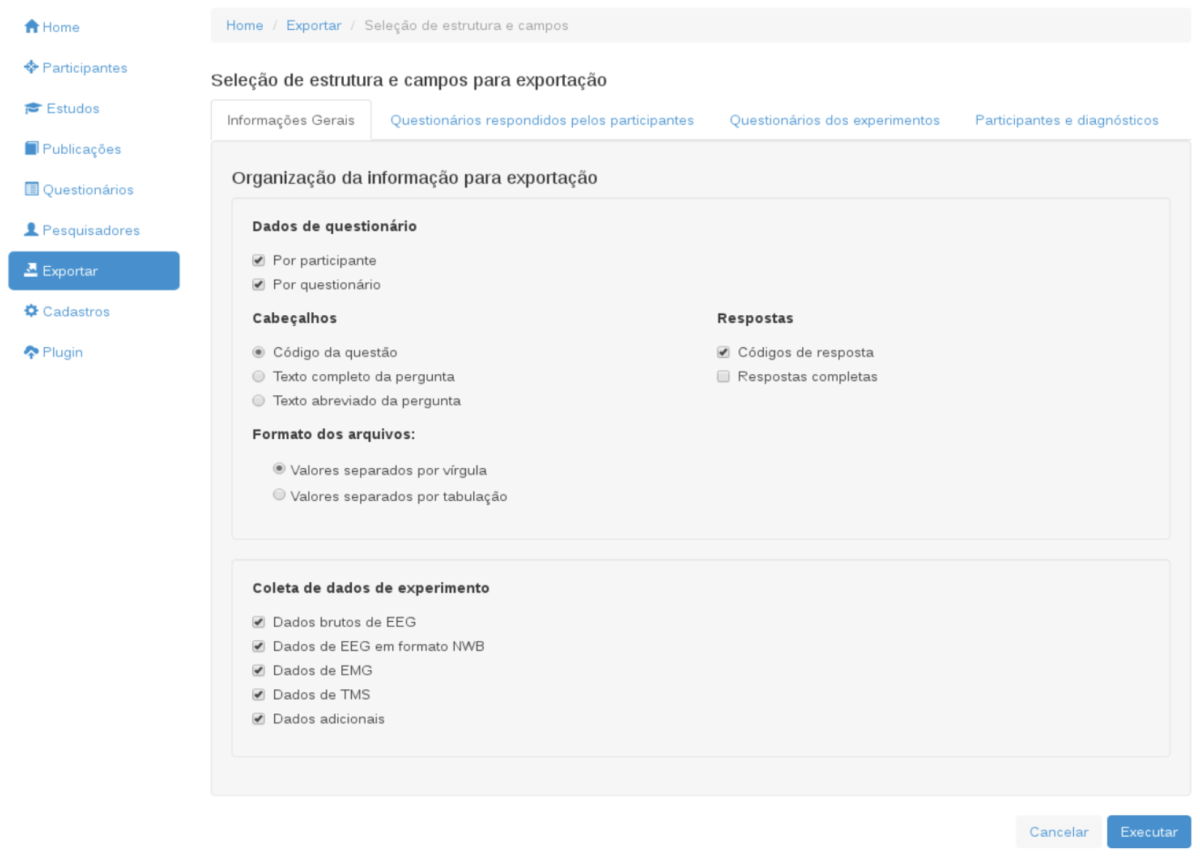 Home
Participantes
Estudos
Publicações
Questionários
Pesquisadores
Exportar
Cadastros
Plugin
Home / Exportar / Seleção de estrutura e campos
Seleção de estrutura e campos para exportação
Informações Gerais Questionários respondidos pelos participantes Questionários dos experimentos Participantes e diagnósticos
Organização da informação para exportação
Dados de questionário
Por participante
Por questionário
Cabeçalhos
Código da questão
Texto completo da pergunta
Texto abreviado da pergunta
Respostas
Códigos de resposta
Respostas completas
Formato dos arquivos:
Valores separados por vírgula
Valores separados por tabulação
Coleta de dados de experimento
Dados brutos de EEG
Dados de EEG em formato NWB
Dados de EMG
Dados de TMS
Dados adicionais
Cancelar Executar